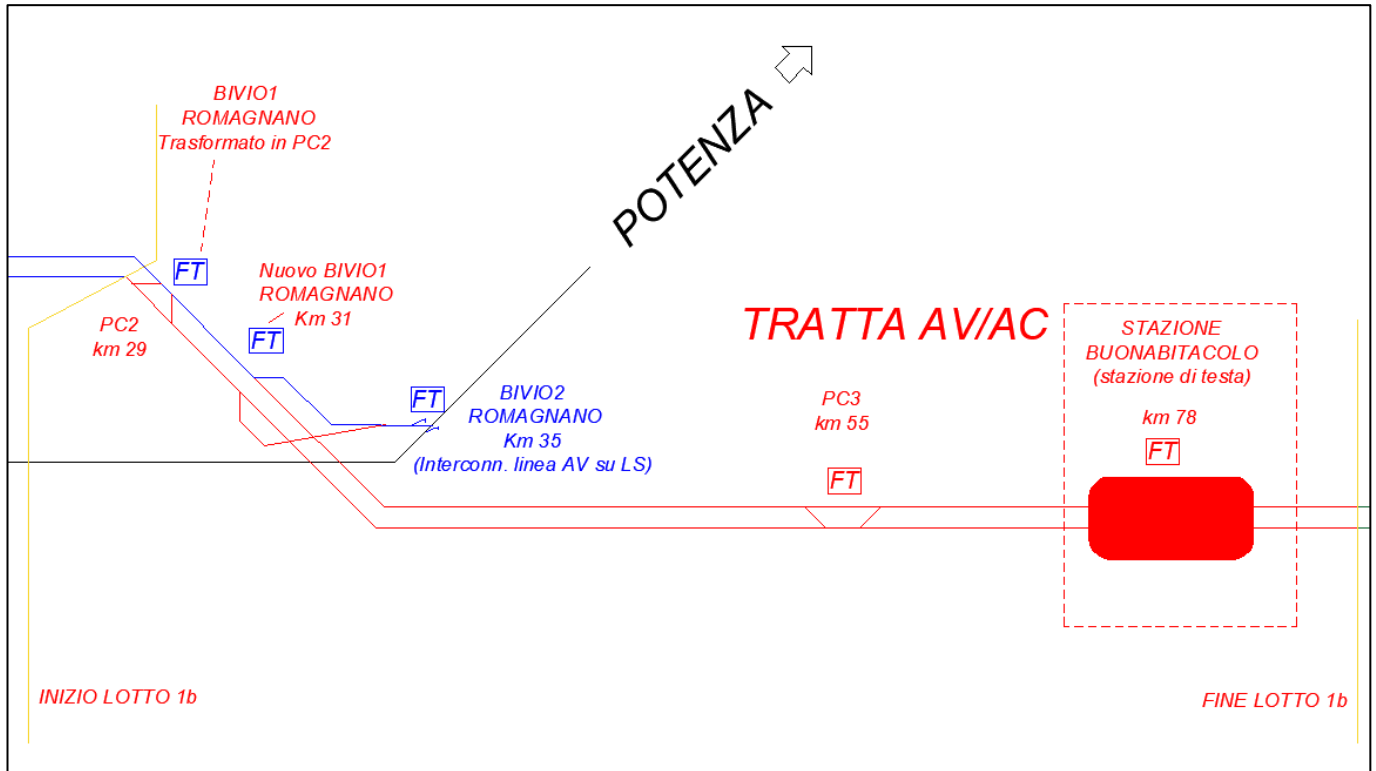 BIVIO1
ROMAGNANO
Trasformato in PC2
POTENZA
FT
Nuovo BIVIO1
ROMAGNANO
Km 31
FT
PC2
km 29
TRATTA AV/AC
STAZIONE
BUONABITACOLO
(stazione di testa)
km 78
FT
FT
BIVIO2
ROMAGNANO
Km 35
(Interconn. linea AV su LS)
PC3
km 55
FT
INIZIO LOTTO 1b
FINE LOTTO 1b